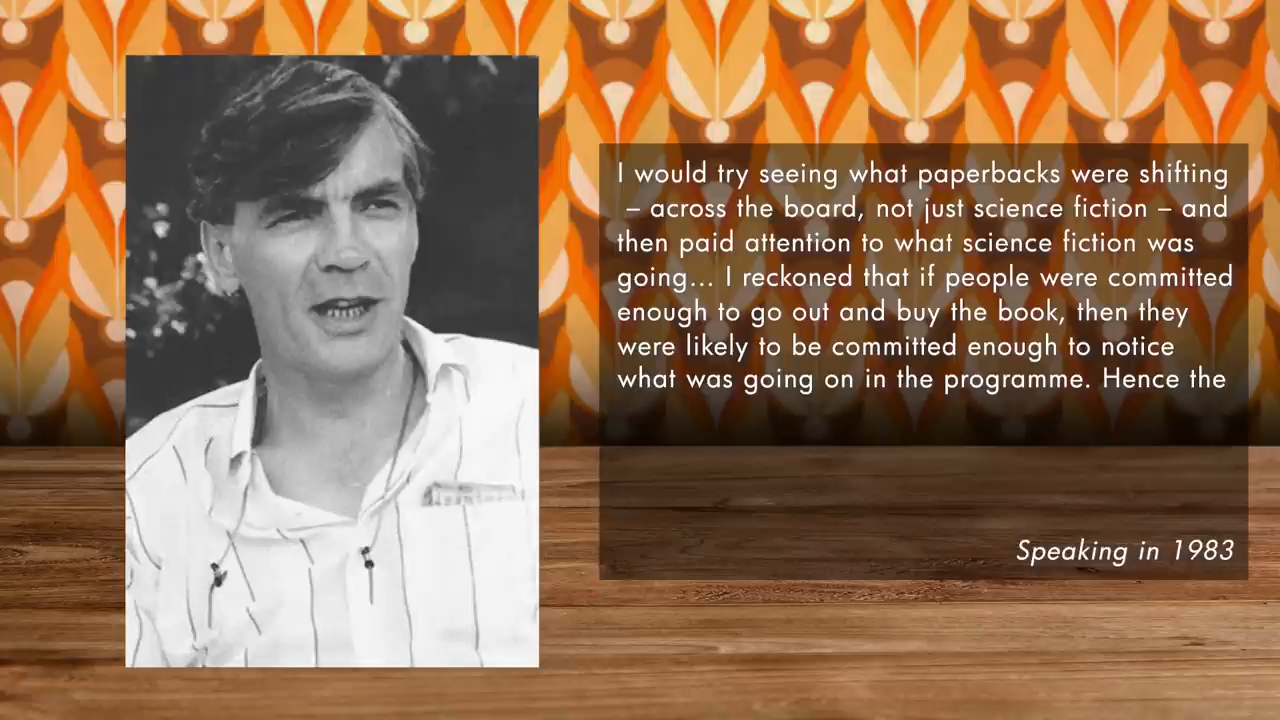 I would try seeing what paperbacks were shifting
– across the board, not just science fiction – and
then paid attention to what science fiction was
going... I reckoned that if people were committed
enough to go out and buy the book, then they
were likely to be committed enough to notice
what was going on in the programme. Hence the
Speaking in 1983